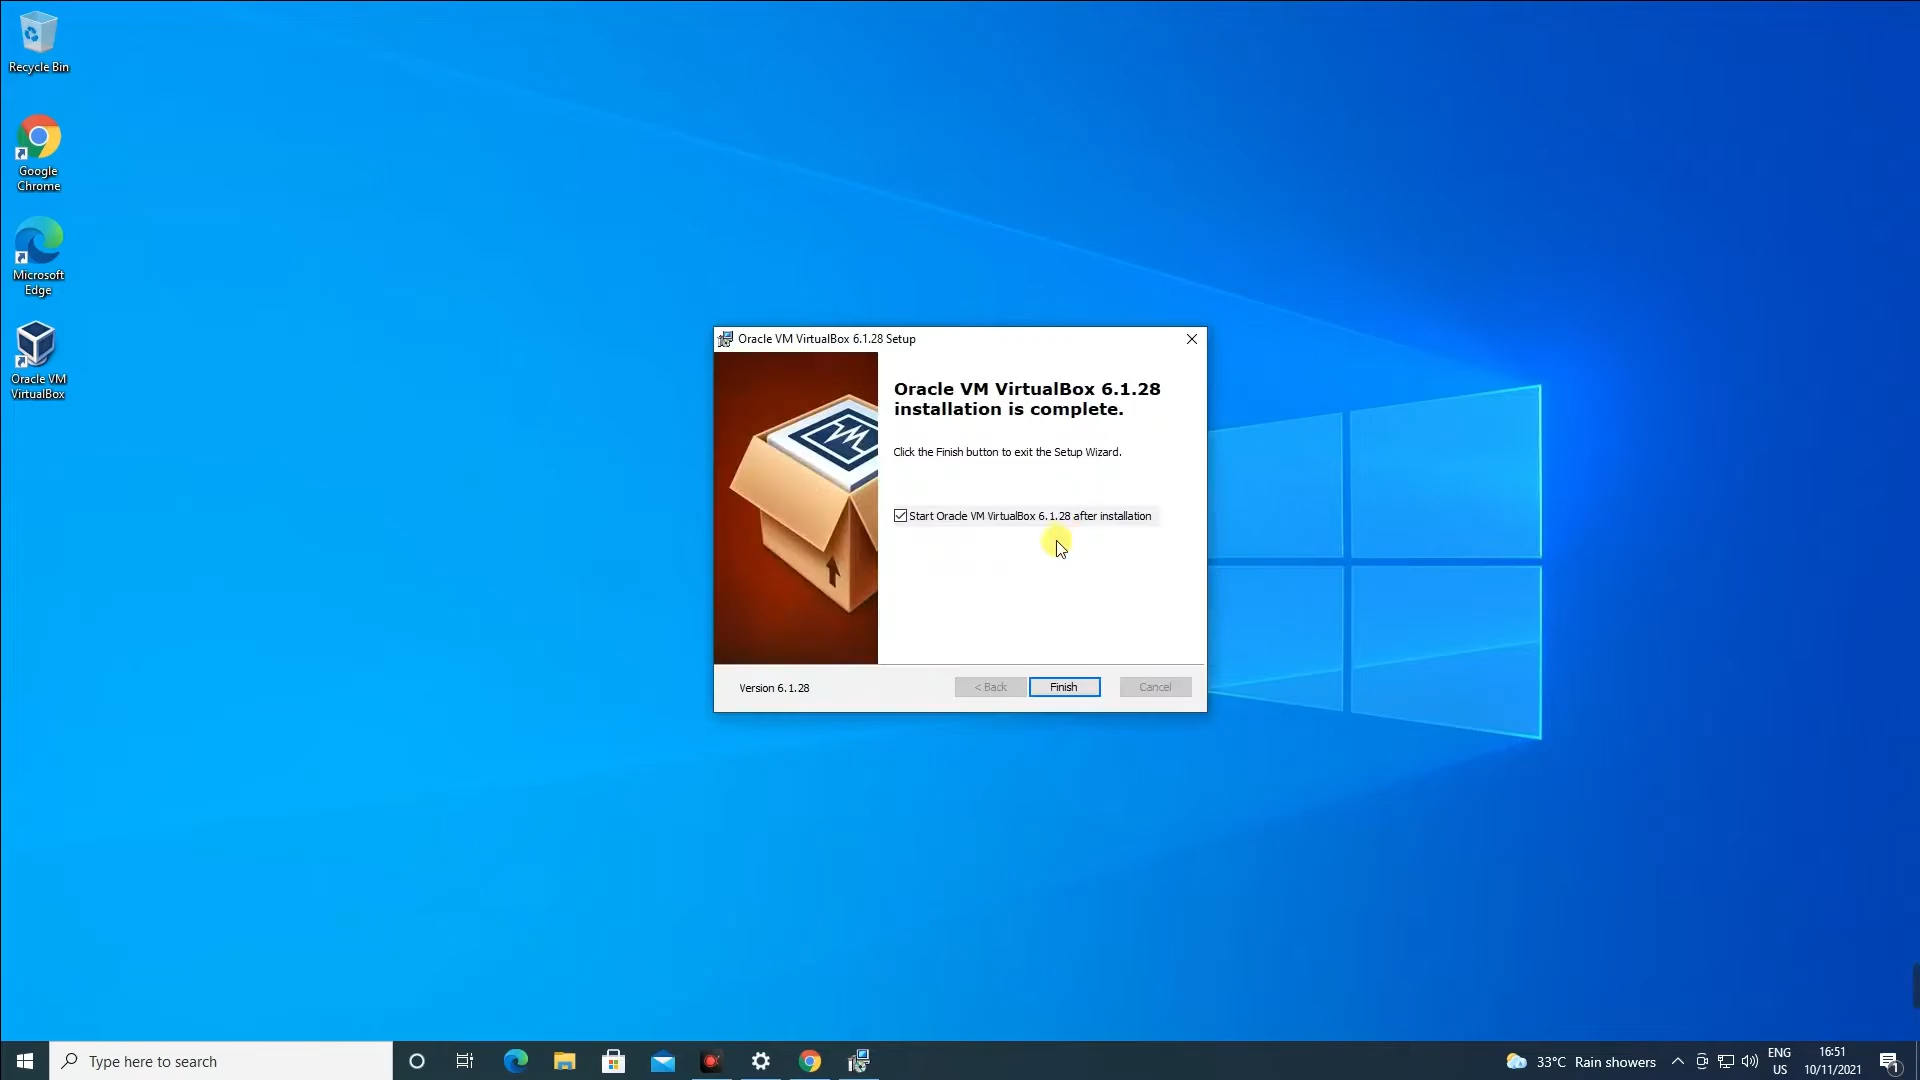 Recycle Bin
Google
Chrome
Microsoft
Edge
Oracle VM
VirtualBox
Oracle VM VirtualBox 6.1.28 Setup
Oracle VM VirtualBox 6.1.28
installation is complete.
Click the Finish button to exit the Setup Wizard.
Start Oracle VM VirtualBox 6.1.28 after installation
Version 6.1.28
< Back
Finish
Cancel
Type here to search
33°C Rain showers
ENG
US
16:51
10/11/2021
1